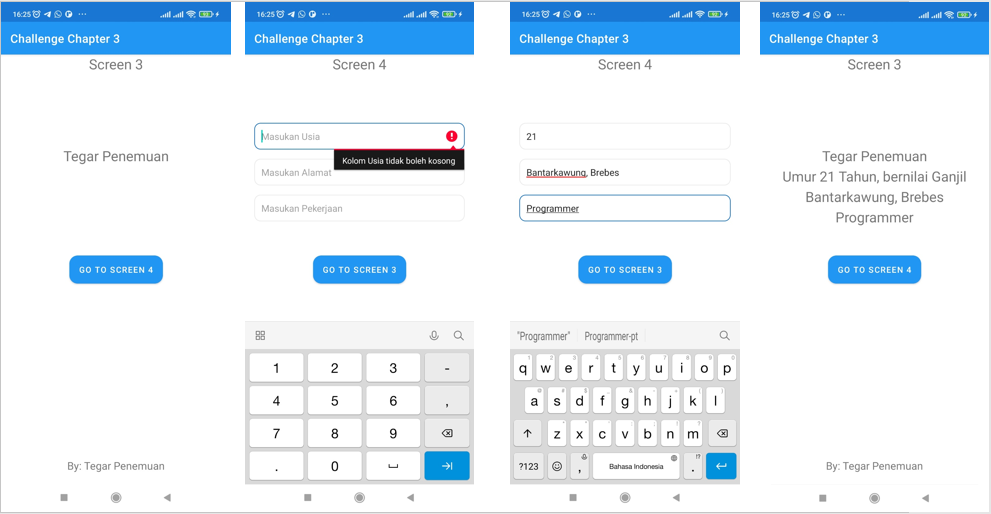 16:25
Challenge Chapter 3
Screen 3
Tegar Penemuan
GO TO SCREEN 4
By: Tegar Penemuan
16:25
Challenge Chapter 3
Screen 4
Masukan Usia
Kolom Usia tidak boleh kosong
Masukan Alamat
Masukan Pekerjaan
GO TO SCREEN 3
1 2 3 -
4 5 6 ,
7 8 9
. 0
16:25
Challenge Chapter 3
Screen 4
21
Bantarkawung, Brebes
Programmer
GO TO SCREEN 3
"Programmer" Programmer-pt
q w e r t y u i o p
a s d f g h j k l
z x c v b n m
?123 , Bahasa Indonesia .
16:25
Challenge Chapter 3
Screen 3
Tegar Penemuan
Umur 21 Tahun, bernilai Ganjil
Bantarkawung, Brebes
Programmer
GO TO SCREEN 4
By: Tegar Penemuan